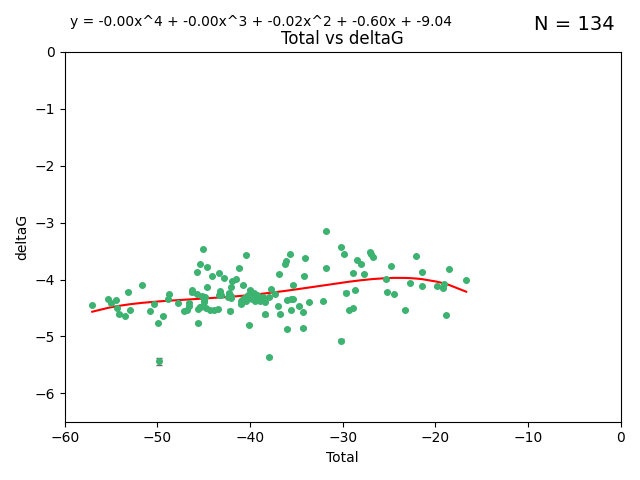 y = -0.00x^4 + -0.00x^3 + -0.02x^2 + -0.60x + -9.04
N = 134
Total vs deltaG
0
−1
−2
−3
−4
−5
−6
deltaG
−60 −50 −40 −30 −20 −10 0
Total